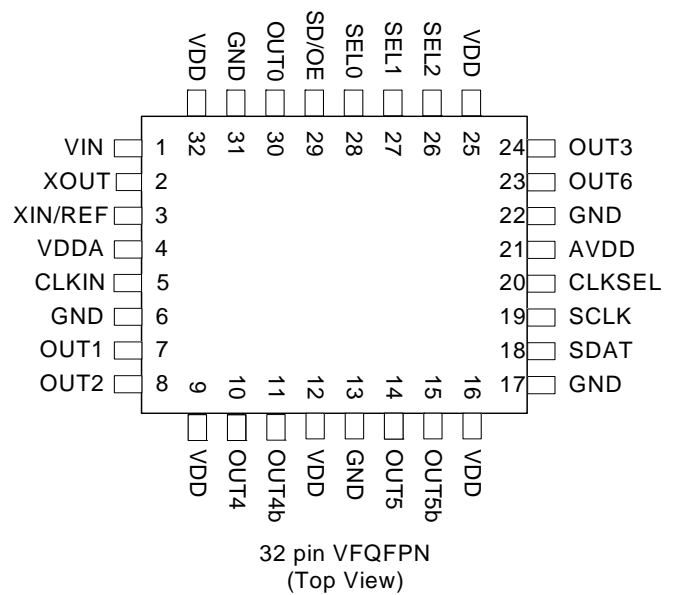 VDD
GND
OUT0
SD/OE
SEL0
SEL1
SEL2
VDD
32
31
30
29
28
27
26
25
VIN 1
XOUT 2
XIN/REF 3
VDDA 4
CLKIN 5
GND 6
OUT1 7
OUT2 8
24 OUT3
23 OUT6
22 GND
21 AVDD
20 CLKSEL
19 SCLK
18 SDAT
17 GND
9
10
11
12
13
14
15
16
VDD
OUT4
OUT4b
VDD
GND
OUT5
OUT5b
VDD
32 pin VFQFPN
(Top View)